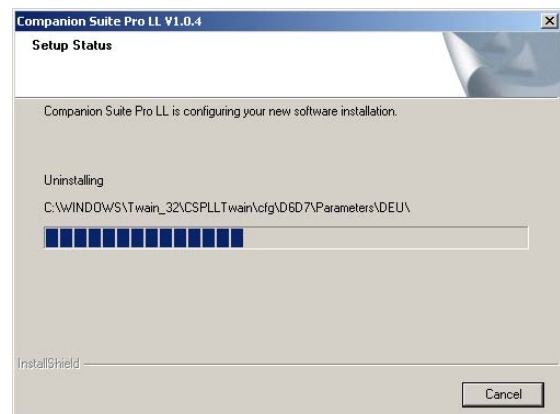 Companion Suite Pro LL V1.0.4
Setup Status
Companion Suite Pro LL is configuring your new software installation.
Uninstalling
C:\WINDOWS\Twain_32\CSPLLTwain\cfg\D6D7\Parameters\DEU\
InstallShield
Cancel